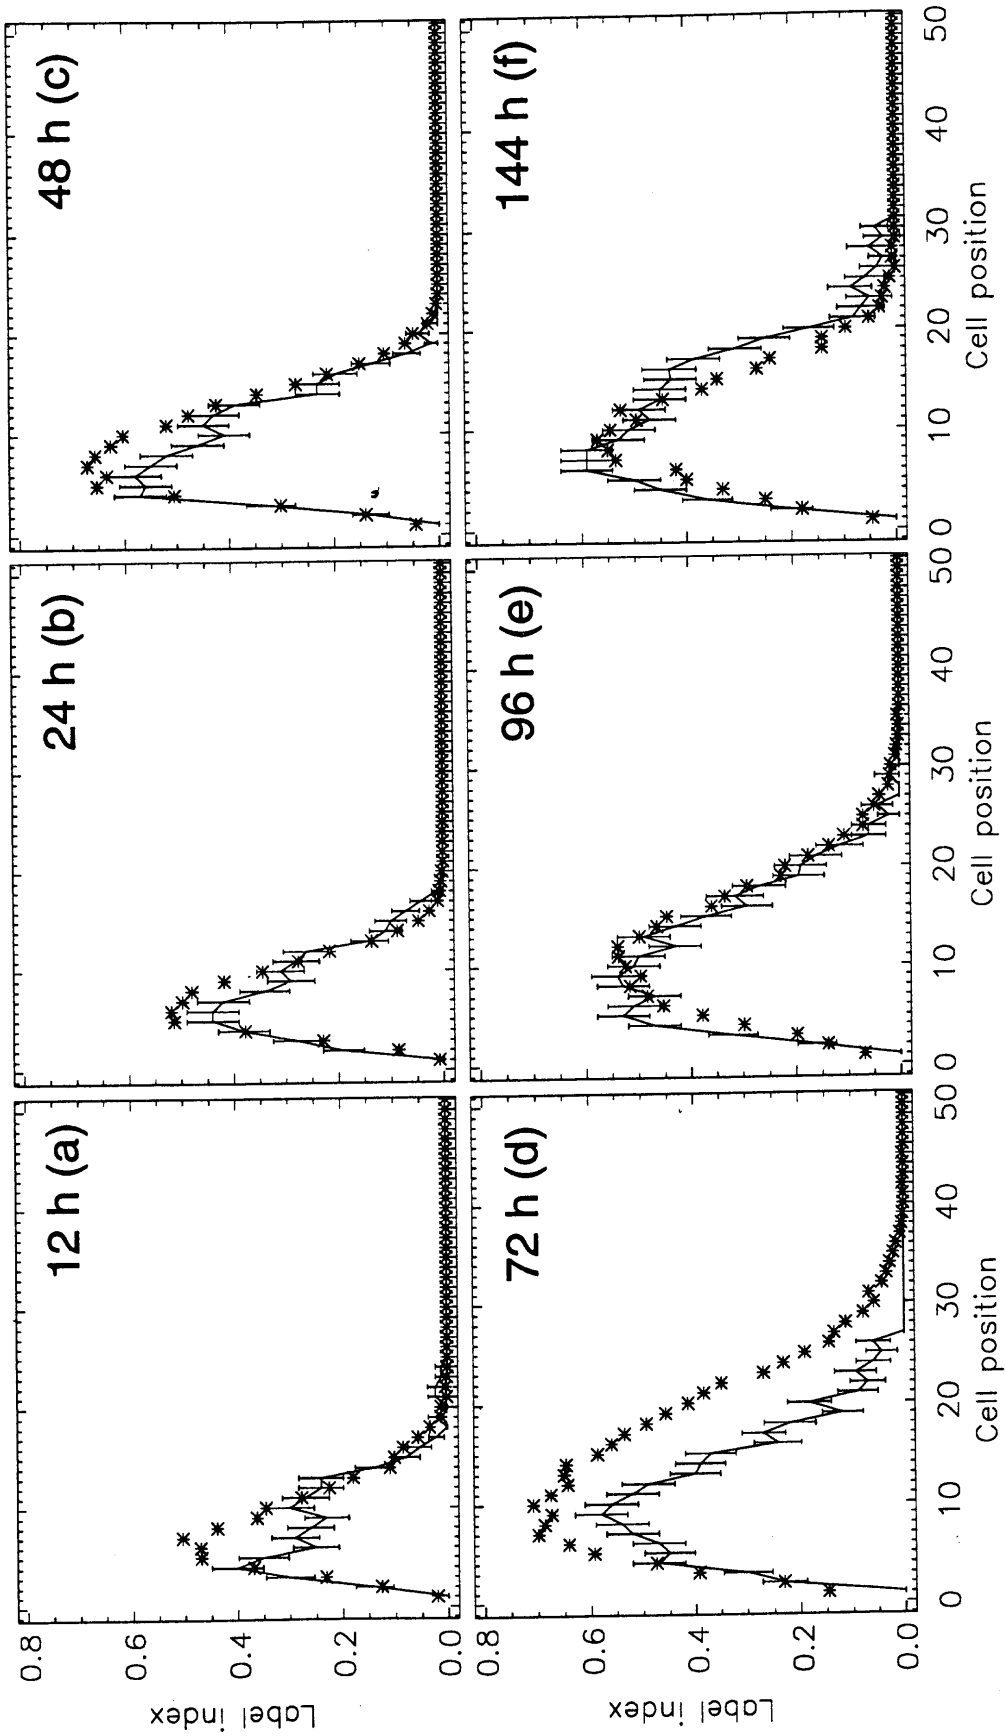 12 h (a)
24 h (b)
48 h (c)
Label index
0.8
0.6
0.4
0.2
0.0
72 h (d)
96 h (e)
144 h (f)
Label index
0.8
0.6
0.4
0.2
0.0
0 10 20 30 40 50
0 10 20 30 40 50
0 10 20 30 40 50
Cell position
Cell position
Cell position